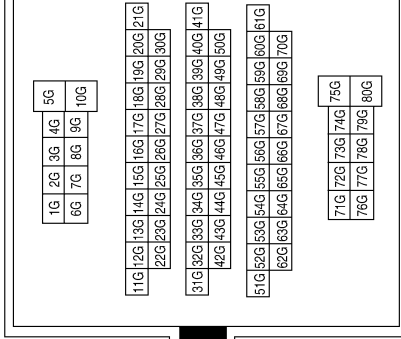 1G 2G 3G 4G 5G
6G 7G 8G 9G 10G
11G 12G 13G 14G 15G 16G 17G 18G 19G 20G 21G
22G 23G 24G 25G 26G 27G 28G 29G 30G
31G 32G 33G 34G 35G 36G 37G 38G 39G 40G 41G
42G 43G 44G 45G 46G 47G 48G 49G 50G
51G 52G 53G 54G 55G 56G 57G 58G 59G 60G 61G
62G 63G 64G 65G 66G 67G 68G 69G 70G
71G 72G 73G 74G 75G
76G 77G 78G 79G 80G